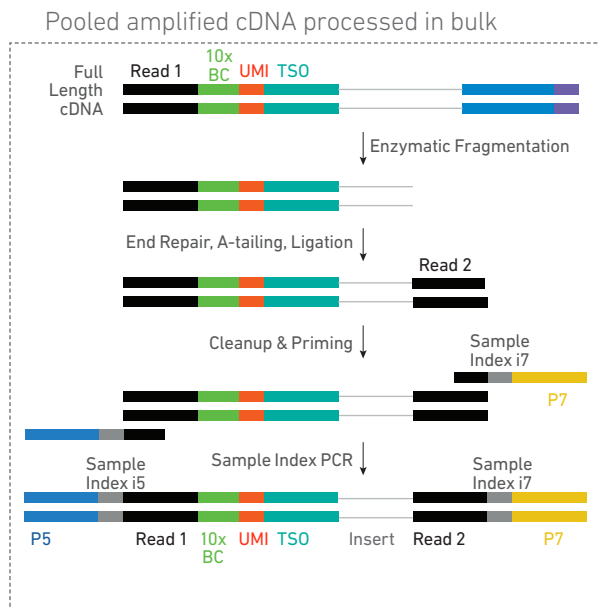 Pooled amplified cDNA processed in bulk
Full
Length
cDNA
Read 1
10x
BC
UMI
TSO
Enzymatic Fragmentation
End Repair, A-tailing, Ligation
Read 2
Cleanup & Priming
Sample
Index i7
P7
Sample
Index i5
Sample Index PCR
Sample
Index i7
P5
Read 1
10x
BC
UMI
TSO
Insert
Read 2
P7